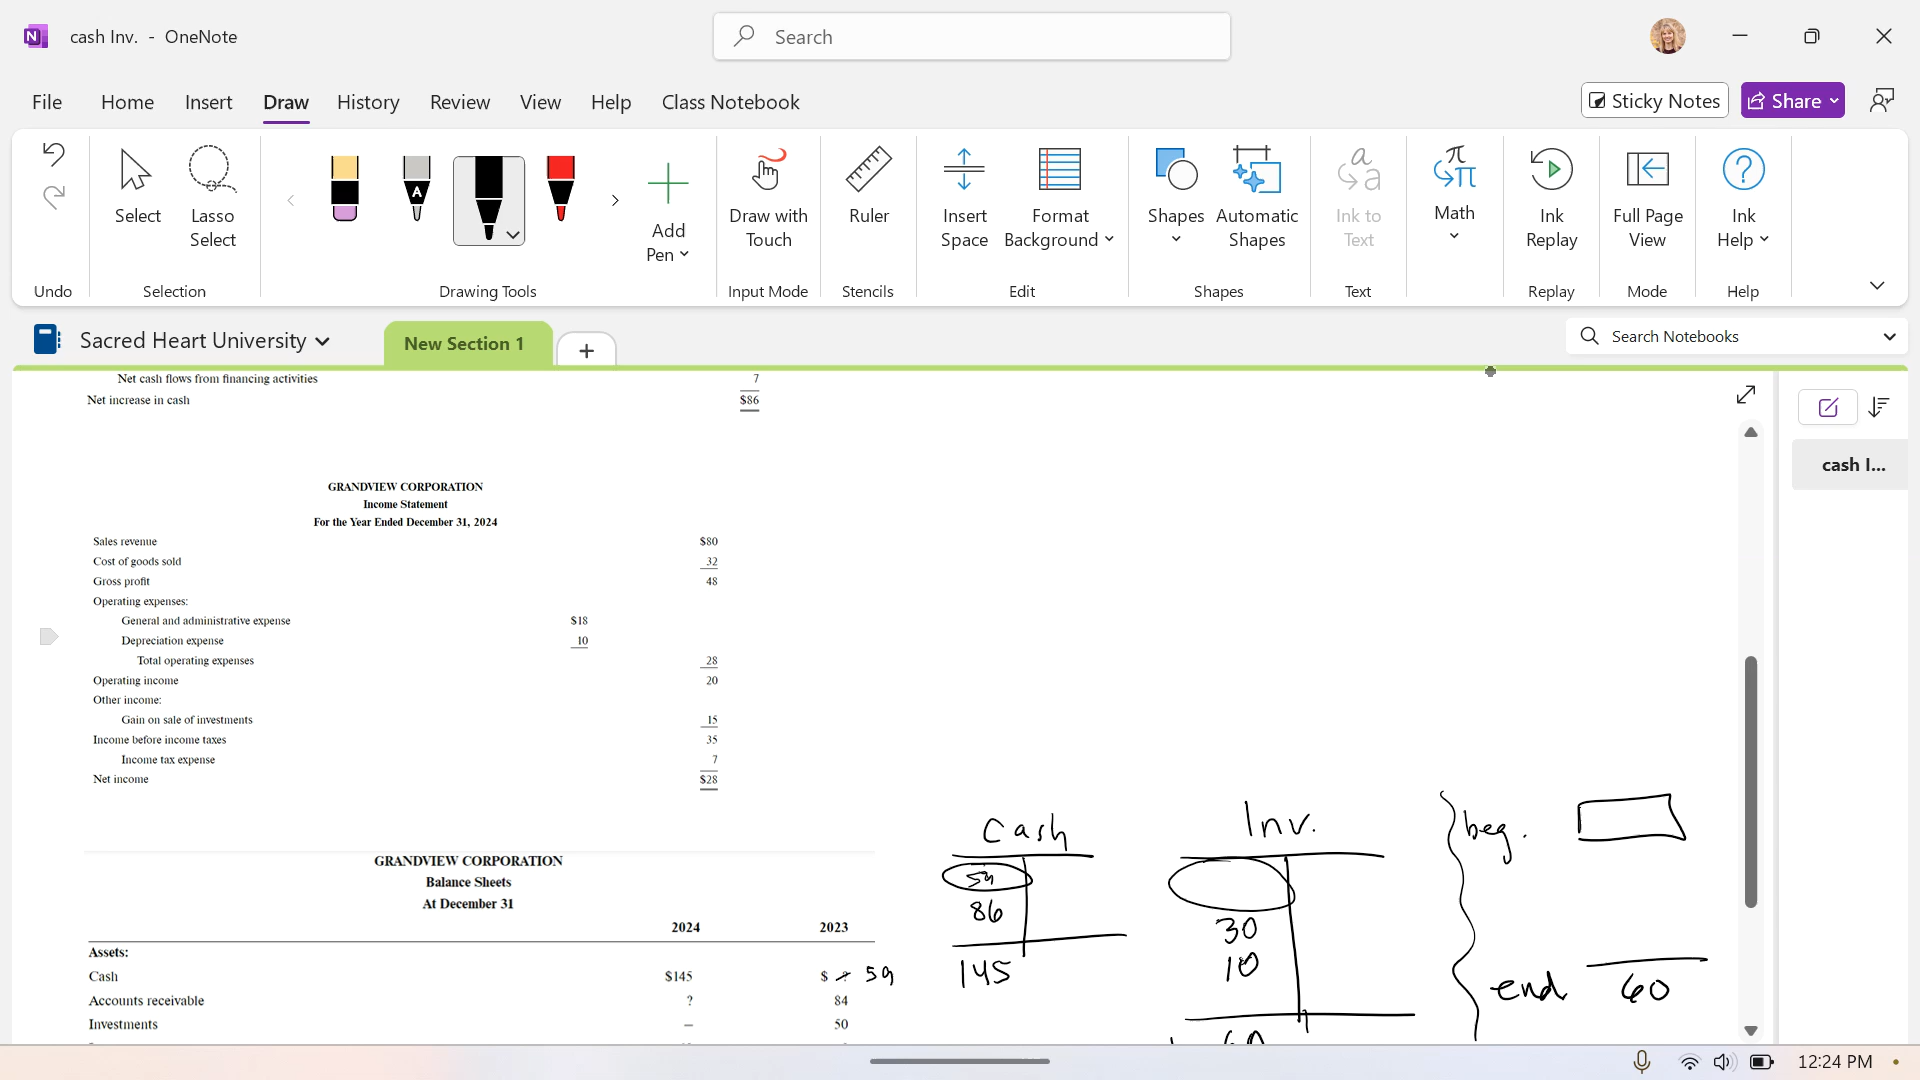 cash Inv. - OneNote
Search
File Home Insert Draw History Review View Help Class Notebook
Sticky Notes Share
Select
Lasso Select
A
Add Pen
Draw with Touch
Ruler
Insert Space
Format Background
Shapes
Automatic Shapes
Ink to Text
Math
Ink Replay
Full Page View
Ink Help
Undo Selection Drawing Tools Input Mode Stencils Edit Shapes Text Replay Mode Help
Sacred Heart University New Section 1 + Search Notebooks
cash I...
Net cash flows from financing activities 7
Net increase in cash $86
GRANDVIEW CORPORATION
Income Statement
For the Year Ended December 31, 2024
Sales revenue $80
Cost of goods sold 32
Gross profit 48
Operating expenses:
General and administrative expense $18
Depreciation expense 10
Total operating expenses 28
Operating income 20
Other income:
Gain on sale of investments 15
Income before income taxes 35
Income tax expense 7
Net income $28
GRANDVIEW CORPORATION
Balance Sheets
At December 31
2024 2023
Assets:
Cash $145 $ ? 59
Accounts receivable ? 84
Investments — 50
Cash
59
86
145
Inv.
30
10
60
beg.
end 60
12:24 PM